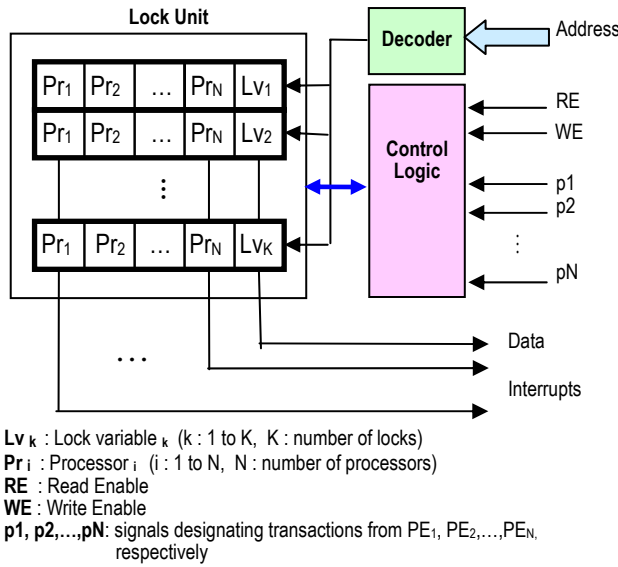 Lock Unit
Decoder
Address
Pr1 Pr2 … PrN Lv1
Pr1 Pr2 … PrN Lv2
⋮
Pr1 Pr2 … PrN LvK
Control
Logic
RE
WE
p1
p2
⋮
pN
Data
…
Interrupts
Lv k : Lock variable k (k : 1 to K, K : number of locks)
Pr i : Processor i (i : 1 to N, N : number of processors)
RE : Read Enable
WE : Write Enable
p1, p2,…,pN: signals designating transactions from PE1, PE2,…,PEN,
respectively